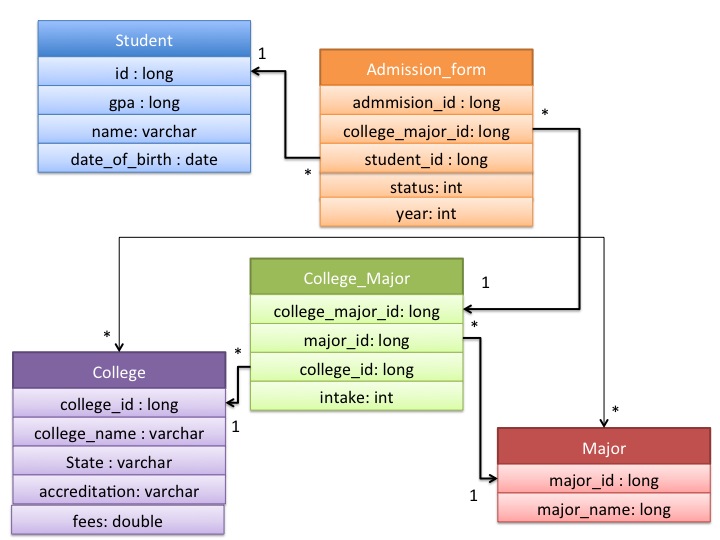 Student
id : long
gpa : long
name: varchar
date_of_birth : date
1
*
Admission_form
admmision_id : long
college_major_id: long
student_id : long
status: int
year: int
*
1
College_Major
college_major_id: long
major_id: long
college_id: long
intake: int
*
*
1
1
*
College
college_id : long
college_name : varchar
State : varchar
accreditation: varchar
fees: double
*
Major
major_id : long
major_name: long